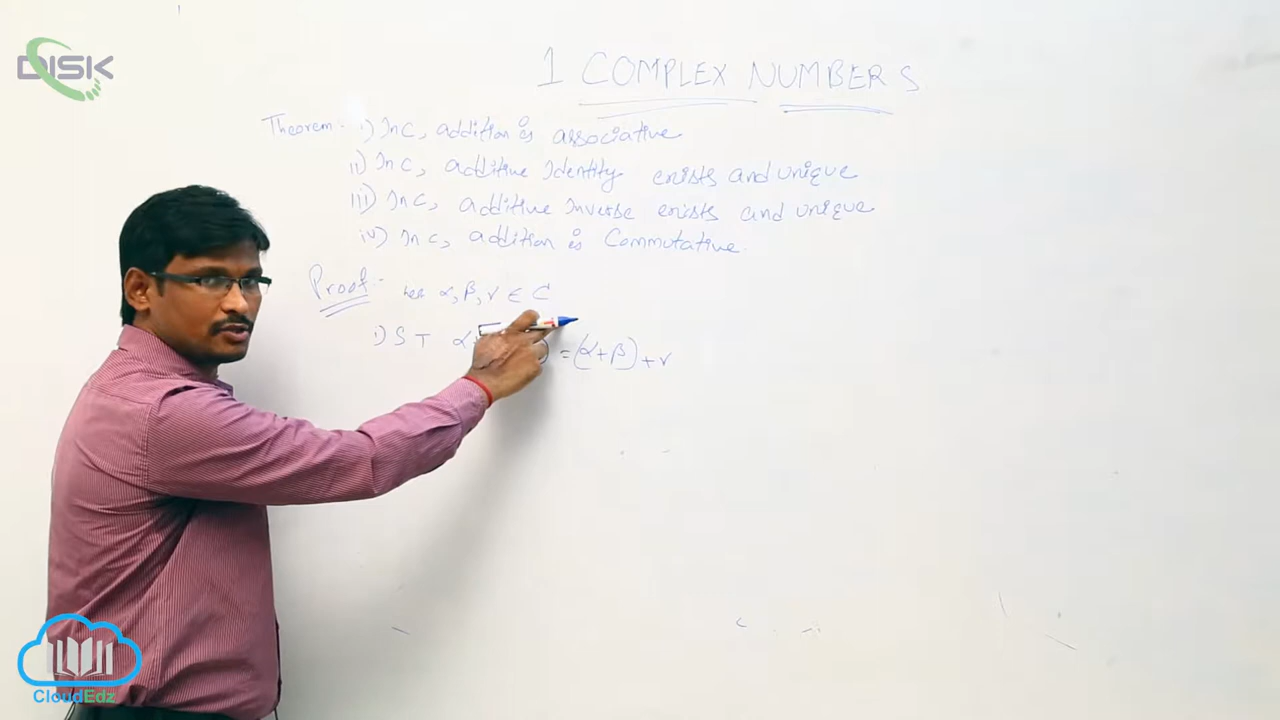 DISK
1 COMPLEX NUMBERS
Theorem:- i) In C, addition is associative
ii) In C, additive Identity exists and unique
iii) In C, additive Inverse exists and unique
iv) In C, addition is Commutative.
Proof:- Let α, β, γ ∈ C
i) S T α ) = (α+β) + γ
CloudEdz